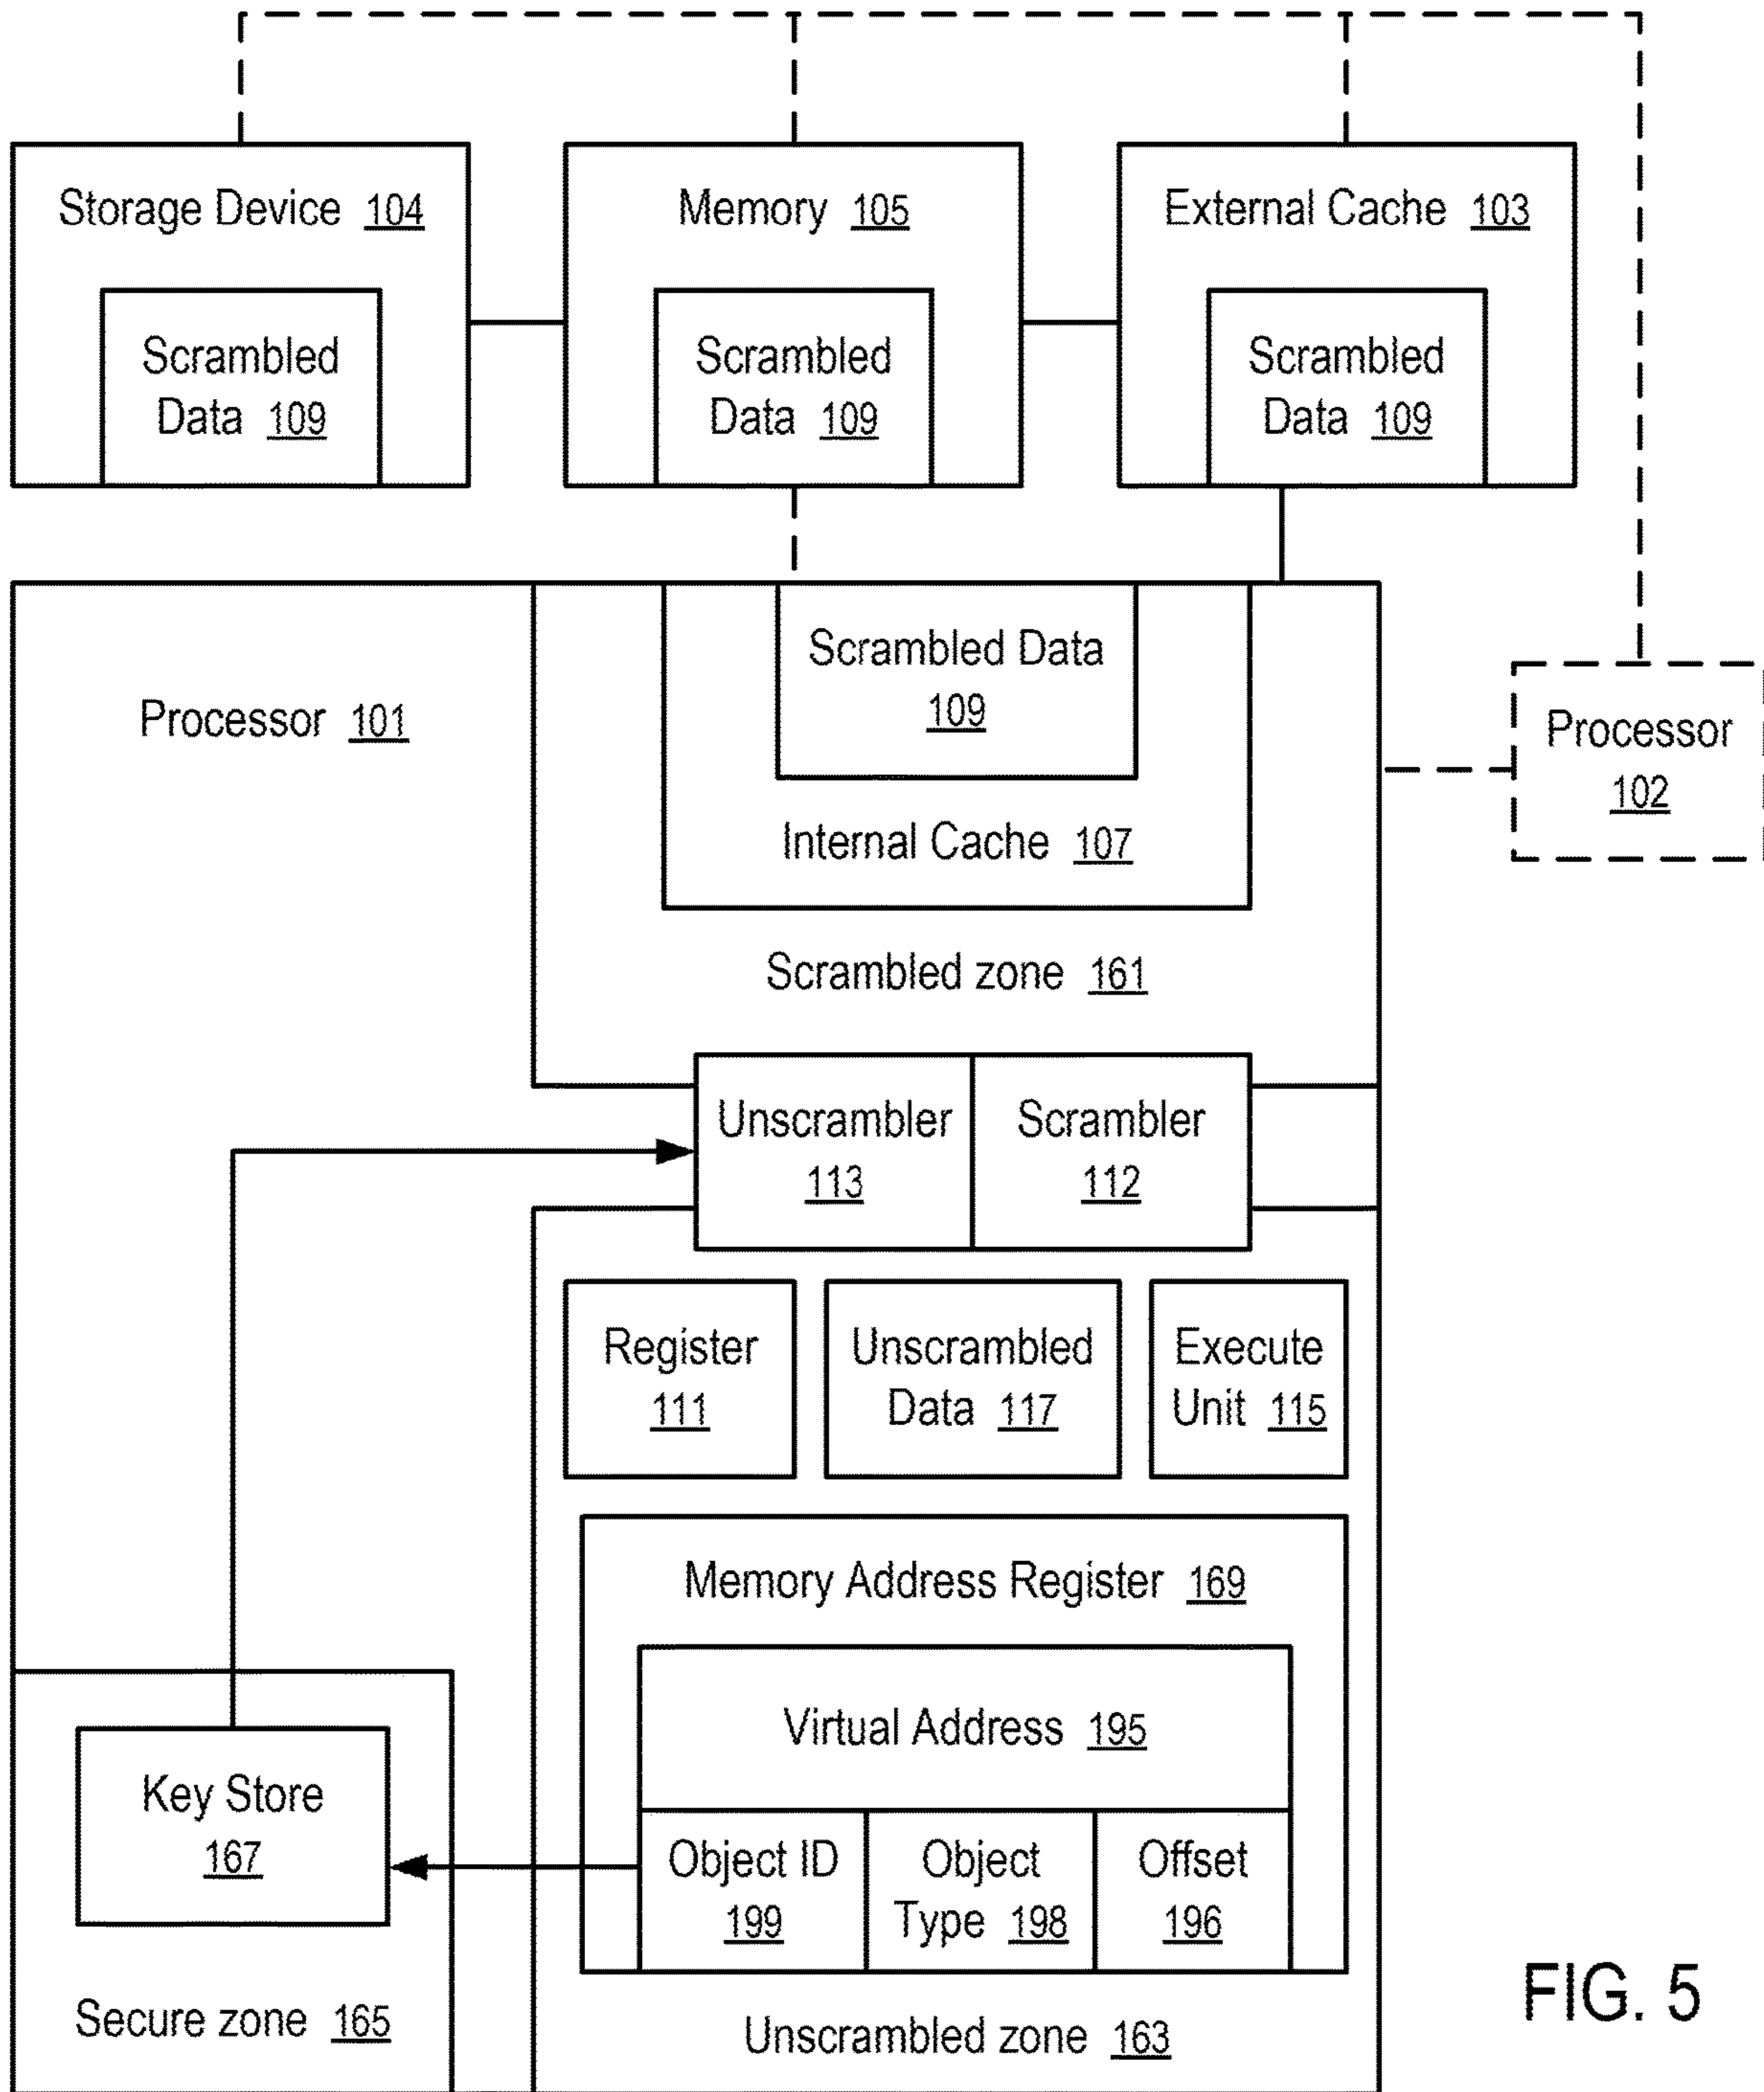 Storage Device 104
Scrambled
Data 109
Memory 105
Scrambled
Data 109
External Cache 103
Scrambled
Data 109
Processor 101
Scrambled Data
109
Internal Cache 107
Scrambled zone 161
Processor
102
Unscrambler
113
Scrambler
112
Register
111
Unscrambled
Data 117
Execute
Unit 115
Memory Address Register 169
Virtual Address 195
Object ID
199
Object
Type 198
Offset
196
Key Store
167
Secure zone 165
Unscrambled zone 163
FIG. 5